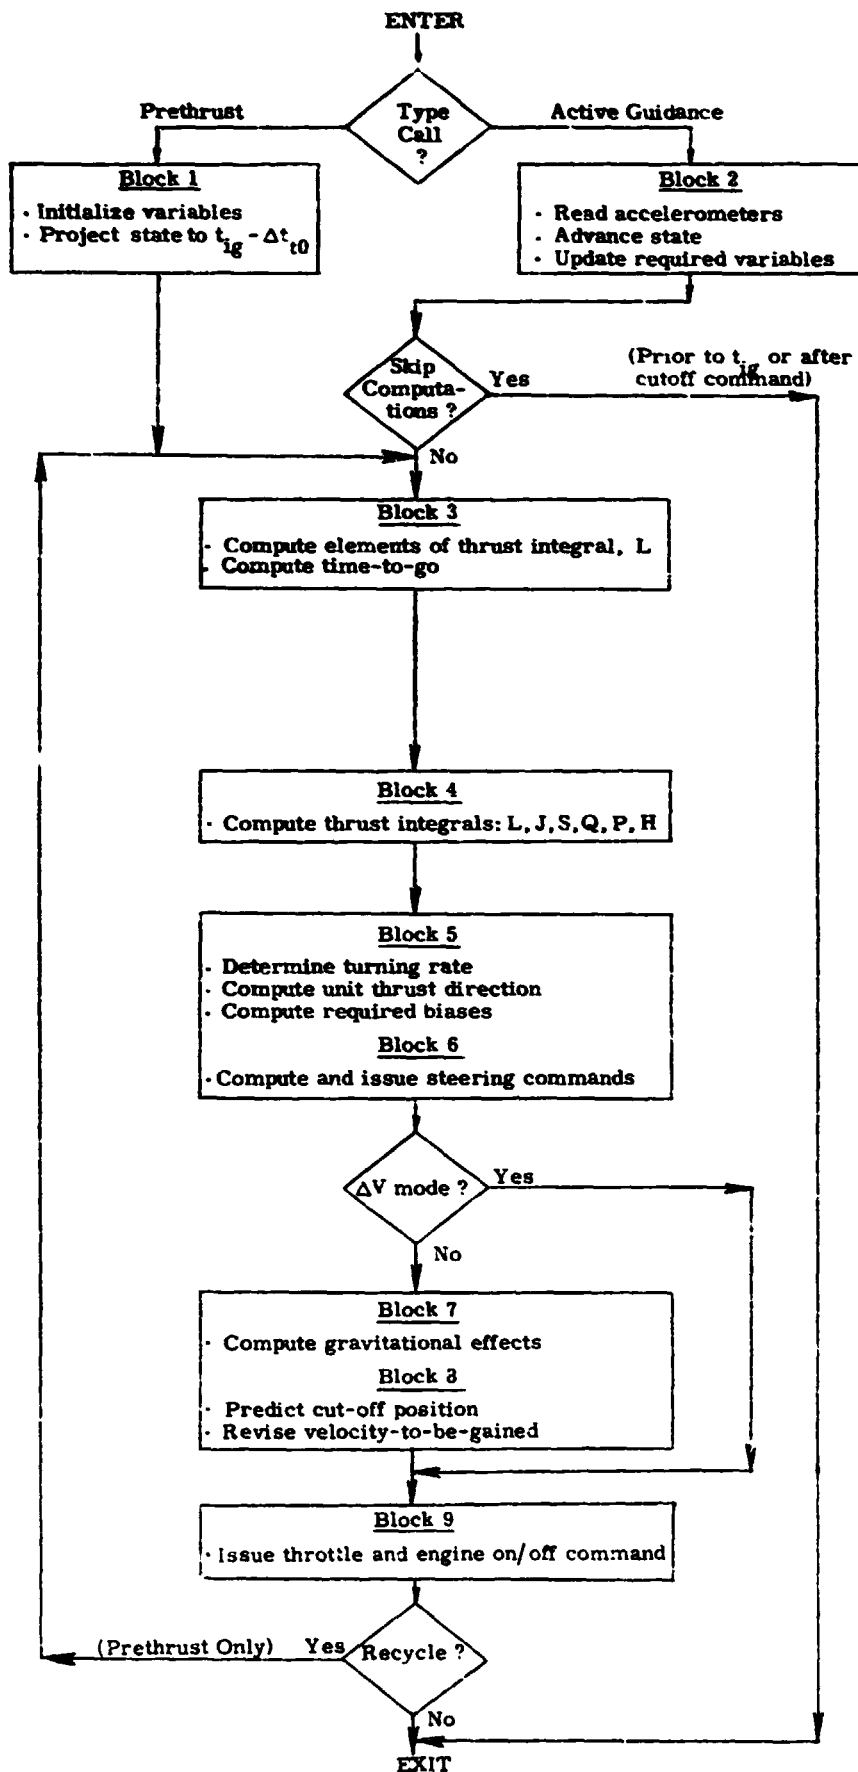 ENTER
Prethrust
Type
Call
?
Active Guidance
Block 1
· Initialize variables
· Project state to t_ig - Δt_t0
Block 2
· Read accelerometers
· Advance state
· Update required variables
Skip
Computa-
tions ?
Yes
(Prior to t_ig or after
cutoff command)
No
Block 3
· Compute elements of thrust integral, L
· Compute time-to-go
Block 4
· Compute thrust integrals: L, J, S, Q, P, H
Block 5
· Determine turning rate
· Compute unit thrust direction
· Compute required biases
Block 6
· Compute and issue steering commands
ΔV mode ?
Yes
No
Block 7
· Compute gravitational effects
Block 8
· Predict cut-off position
· Revise velocity-to-be-gained
Block 9
· Issue throttle and engine on/off command
(Prethrust Only)
Yes
Recycle ?
No
EXIT